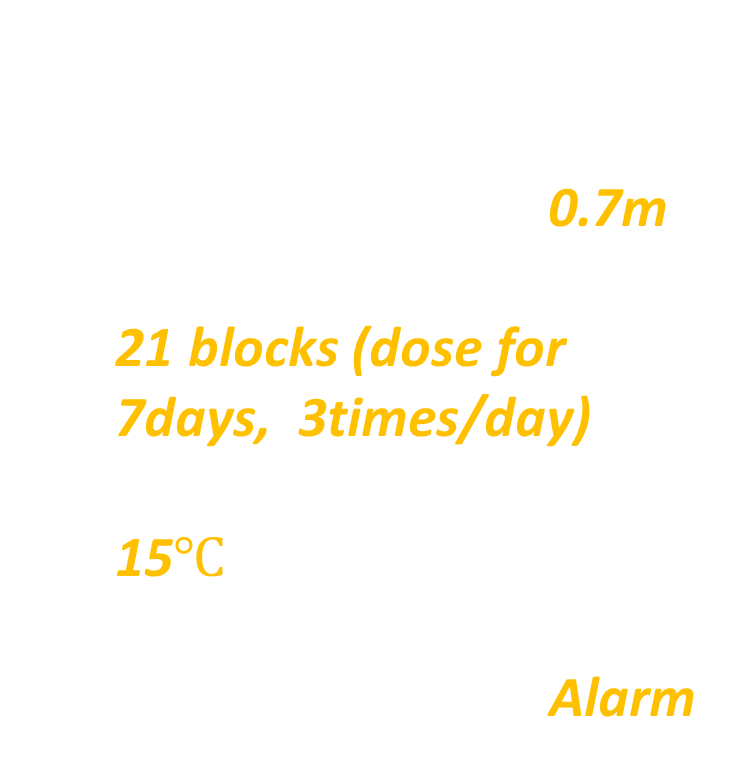 0.7m
21 blocks (dose for
7days,  3times/day)
15℃
Alarm